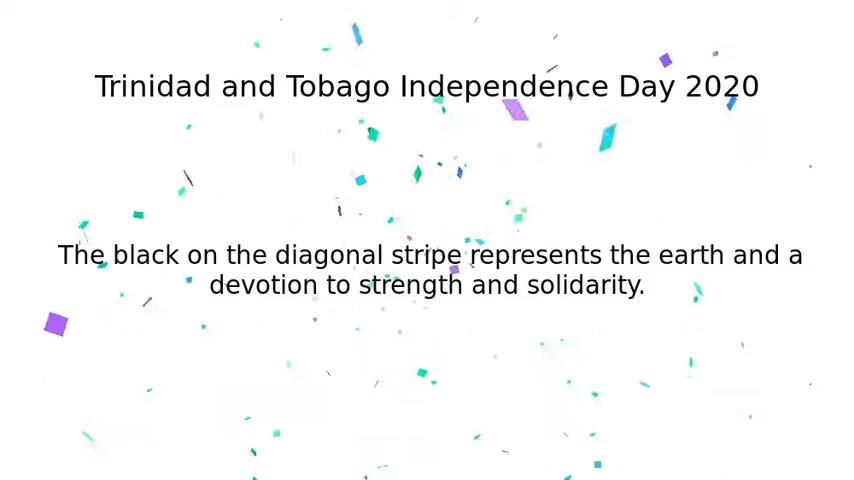 Trinidad and Tobago Independence Day 2020
The black on the diagonal stripe represents the earth and a
devotion to strength and solidarity.